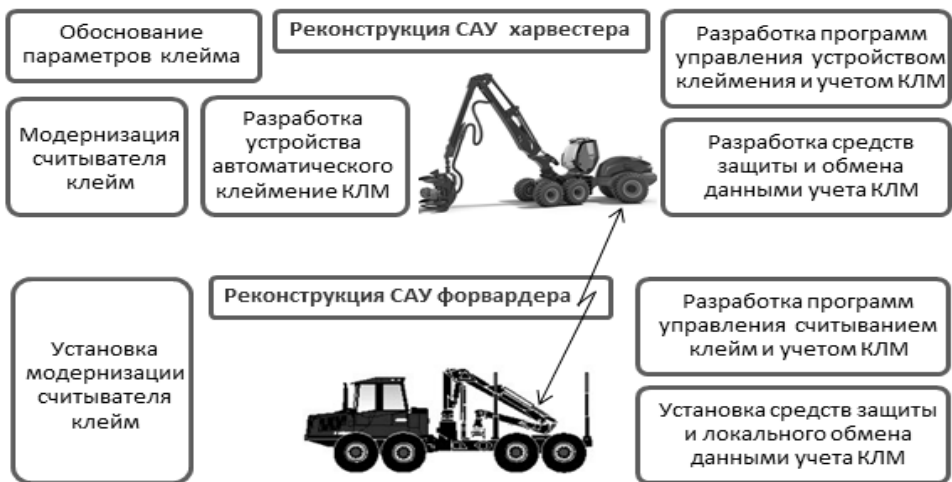 Обоснование
параметров клейма
Реконструкция САУ харвестера
Разработка программ
управления устройством
клеймения и учетом КЛМ
Модернизация
считывателя
клейм
Разработка
устройства
автоматического
клеймение КЛМ
Разработка средств
защиты и обмена
данными учета КЛМ
Реконструкция САУ форвардера
Установка
модернизации
считывателя
клейм
Разработка программ
управления считыванием
клейм и учетом КЛМ
Установка средств защиты
и локального обмена
данными учета КЛМ